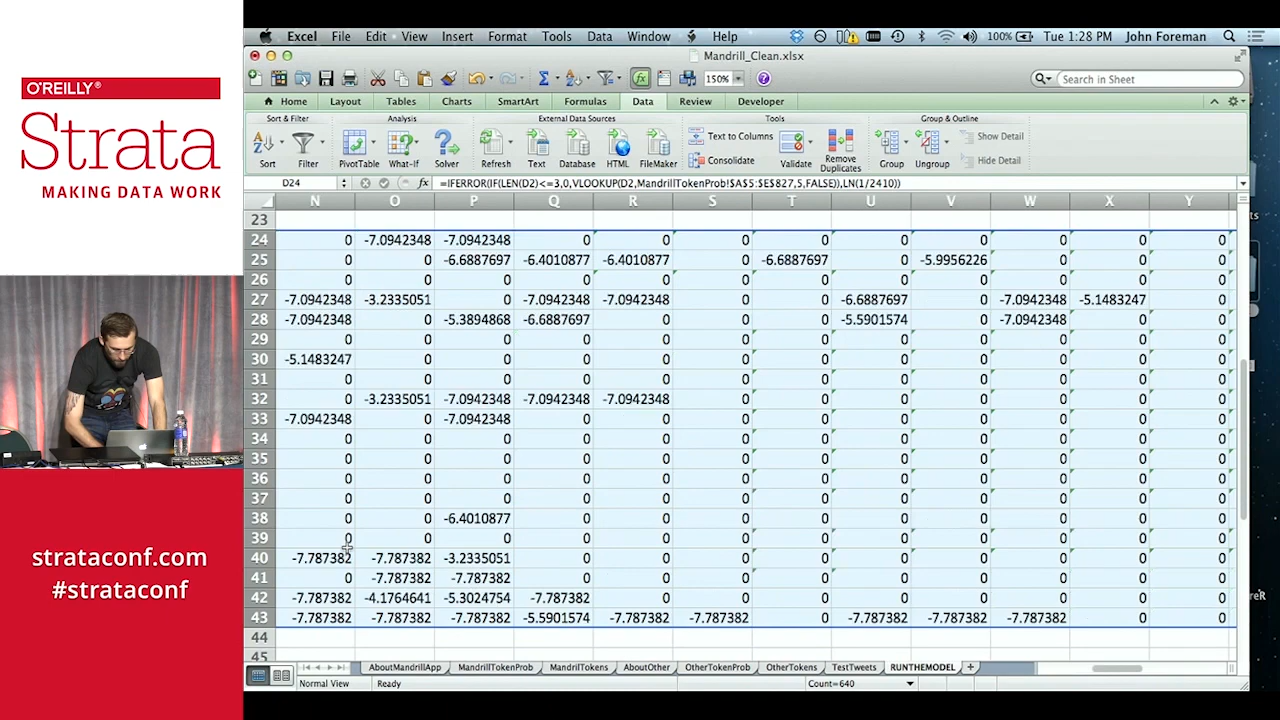 O'REILLY®
Strata
MAKING DATA WORK
strataconf.com
#strataconf
Excel File Edit View Insert Format Tools Data Window Help 100% Tue 1:28 PM John Foreman
Mandrill_Clean.xlsx
150% Search in Sheet
Home Layout Tables Charts SmartArt Formulas Data Review Developer
Sort & Filter Analysis External Data Sources Tools Group & Outline
Text to Columns Show Detail
Consolidate Hide Detail
Sort Filter PivotTable What-If Solver Refresh Text Database HTML FileMaker Validate Remove Duplicates Group Ungroup
D24 fx =IFERROR(IF(LEN(D2)<=3,0,VLOOKUP(D2,MandrillTokenProb!$A$5:$E$827,5,FALSE)),LN(1/2410))
N O P Q R S T U V W X Y
23
24 0 -7.0942348 -7.0942348 0 0 0 0 0 0 0 0 0
25 0 0 -6.6887697 -6.4010877 -6.4010877 0 -6.6887697 0 -5.9956226 0 0 0
26 0 0 0 0 0 0 0 0 0 0 0 0
27 -7.0942348 -3.2335051 0 -7.0942348 -7.0942348 0 0 -6.6887697 0 -7.0942348 -5.1483247 0
28 -7.0942348 0 -5.3894868 -6.6887697 0 0 0 -5.5901574 0 -7.0942348 0 0
29 0 0 0 0 0 0 0 0 0 0 0 0
30 -5.1483247 0 0 0 0 0 0 0 0 0 0 0
31 0 0 0 0 0 0 0 0 0 0 0 0
32 0 -3.2335051 -7.0942348 -7.0942348 -7.0942348 0 0 0 0 0 0 0
33 -7.0942348 0 -7.0942348 0 0 0 0 0 0 0 0 0
34 0 0 0 0 0 0 0 0 0 0 0 0
35 0 0 0 0 0 0 0 0 0 0 0 0
36 0 0 0 0 0 0 0 0 0 0 0 0
37 0 0 0 0 0 0 0 0 0 0 0 0
38 0 0 -6.4010877 0 0 0 0 0 0 0 0 0
39 0 0 0 0 0 0 0 0 0 0 0 0
40 -7.787382 -7.787382 -3.2335051 0 0 0 0 0 0 0 0 0
41 0 -7.787382 -7.787382 0 0 0 0 0 0 0 0 0
42 -7.787382 -4.1764641 -5.3024754 -7.787382 0 0 0 0 0 0 0 0
43 -7.787382 -7.787382 -7.787382 -5.5901574 -7.787382 -7.787382 0 -7.787382 -7.787382 -7.787382 0 0
44
45
AboutMandrillApp MandrillTokenProb MandrillTokens AboutOther OtherTokenProb OtherTokens TestTweets RUNTHEMODEL +
Normal View Ready Count=640